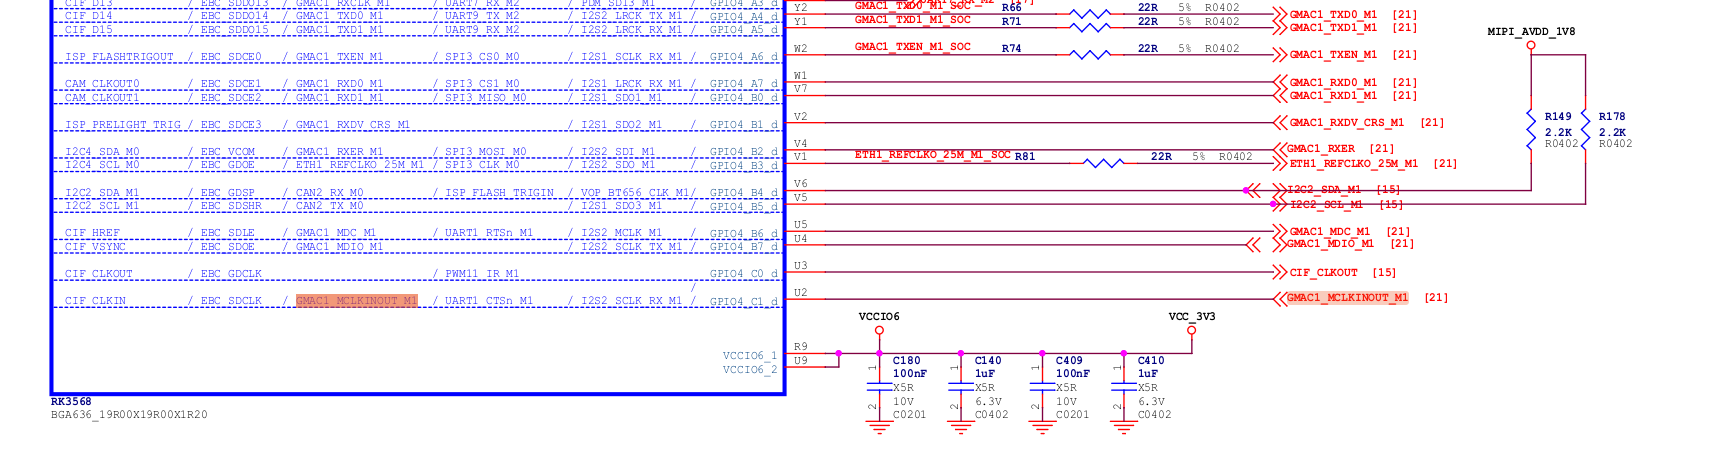 CIF_D13 / EBC_SDDO13 / GMAC1_RXCLK_M1 / UART7_RX_M2 / PDM_SDI3_M1 / GPIO4_A3_d
CIF_D14 / EBC_SDDO14 / GMAC1_TXD0_M1 / UART9_TX_M2 / I2S2_LRCK_TX_M1 / GPIO4_A4_d Y2 GMAC1_TXD0_M1_SOC R66 22R 5% R0402 GMAC1_TXD0_M1 [21]
CIF_D15 / EBC_SDDO15 / GMAC1_TXD1_M1 / UART9_RX_M2 / I2S2_LRCK_RX_M1 / GPIO4_A5_d Y1 GMAC1_TXD1_M1_SOC R71 22R 5% R0402 GMAC1_TXD1_M1 [21]
MIPI_AVDD_1V8
ISP_FLASHTRIGOUT / EBC_SDCE0 / GMAC1_TXEN_M1 / SPI3_CS0_M0 / I2S1_SCLK_RX_M1 / GPIO4_A6_d W2 GMAC1_TXEN_M1_SOC R74 22R 5% R0402 GMAC1_TXEN_M1 [21]
CAM_CLKOUT0 / EBC_SDCE1 / GMAC1_RXD0_M1 / SPI3_CS1_M0 / I2S1_LRCK_RX_M1 / GPIO4_A7_d W1 GMAC1_RXD0_M1 [21]
CAM_CLKOUT1 / EBC_SDCE2 / GMAC1_RXD1_M1 / SPI3_MISO_M0 / I2S1_SDO1_M1 / GPIO4_B0_d V7 GMAC1_RXD1_M1 [21]
ISP_PRELIGHT_TRIG / EBC_SDCE3 / GMAC1_RXDV_CRS_M1 / I2S1_SDO2_M1 / GPIO4_B1_d V2 GMAC1_RXDV_CRS_M1 [21]
R149 R178
2.2K 2.2K
R0402 R0402
I2C4_SDA_M0 / EBC_VCOM / GMAC1_RXER_M1 / SPI3_MOSI_M0 / I2S2_SDI_M1 / GPIO4_B2_d V4 GMAC1_RXER [21]
I2C4_SCL_M0 / EBC_GDOE / ETH1_REFCLKO_25M_M1 / SPI3_CLK_M0 / I2S2_SDO_M1 / GPIO4_B3_d V1 ETH1_REFCLKO_25M_M1_SOC R81 22R 5% R0402 ETH1_REFCLKO_25M_M1 [21]
I2C2_SDA_M1 / EBC_GDSP / CAN2_RX_M0 / ISP_FLASH_TRIGIN / VOP_BT656_CLK_M1/ GPIO4_B4_d V6 I2C2_SDA_M1 [15]
I2C2_SCL_M1 / EBC_SDSHR / CAN2_TX_M0 / I2S1_SDO3_M1 / GPIO4_B5_d V5 I2C2_SCL_M1 [15]
CIF_HREF / EBC_SDLE / GMAC1_MDC_M1 / UART1_RTSn_M1 / I2S2_MCLK_M1 / GPIO4_B6_d U5 GMAC1_MDC_M1 [21]
CIF_VSYNC / EBC_SDOE / GMAC1_MDIO_M1 / I2S2_SCLK_TX_M1 / GPIO4_B7_d U4 GMAC1_MDIO_M1 [21]
CIF_CLKOUT / EBC_GDCLK / PWM11_IR_M1 GPIO4_C0_d U3 CIF_CLKOUT [15]
/
CIF_CLKIN / EBC_SDCLK / GMAC1_MCLKINOUT_M1 / UART1_CTSn_M1 / I2S2_SCLK_RX_M1 / GPIO4_C1_d U2 GMAC1_MCLKINOUT_M1 [21]
VCCIO6 VCC_3V3
VCCIO6_1 R9
VCCIO6_2 U9
1 C180 1 C140 1 C409 1 C410
100nF 1uF 100nF 1uF
X5R X5R X5R X5R
2 10V 2 6.3V 2 10V 2 6.3V
C0201 C0402 C0201 C0402
RK3568
BGA636_19R00X19R00X1R20